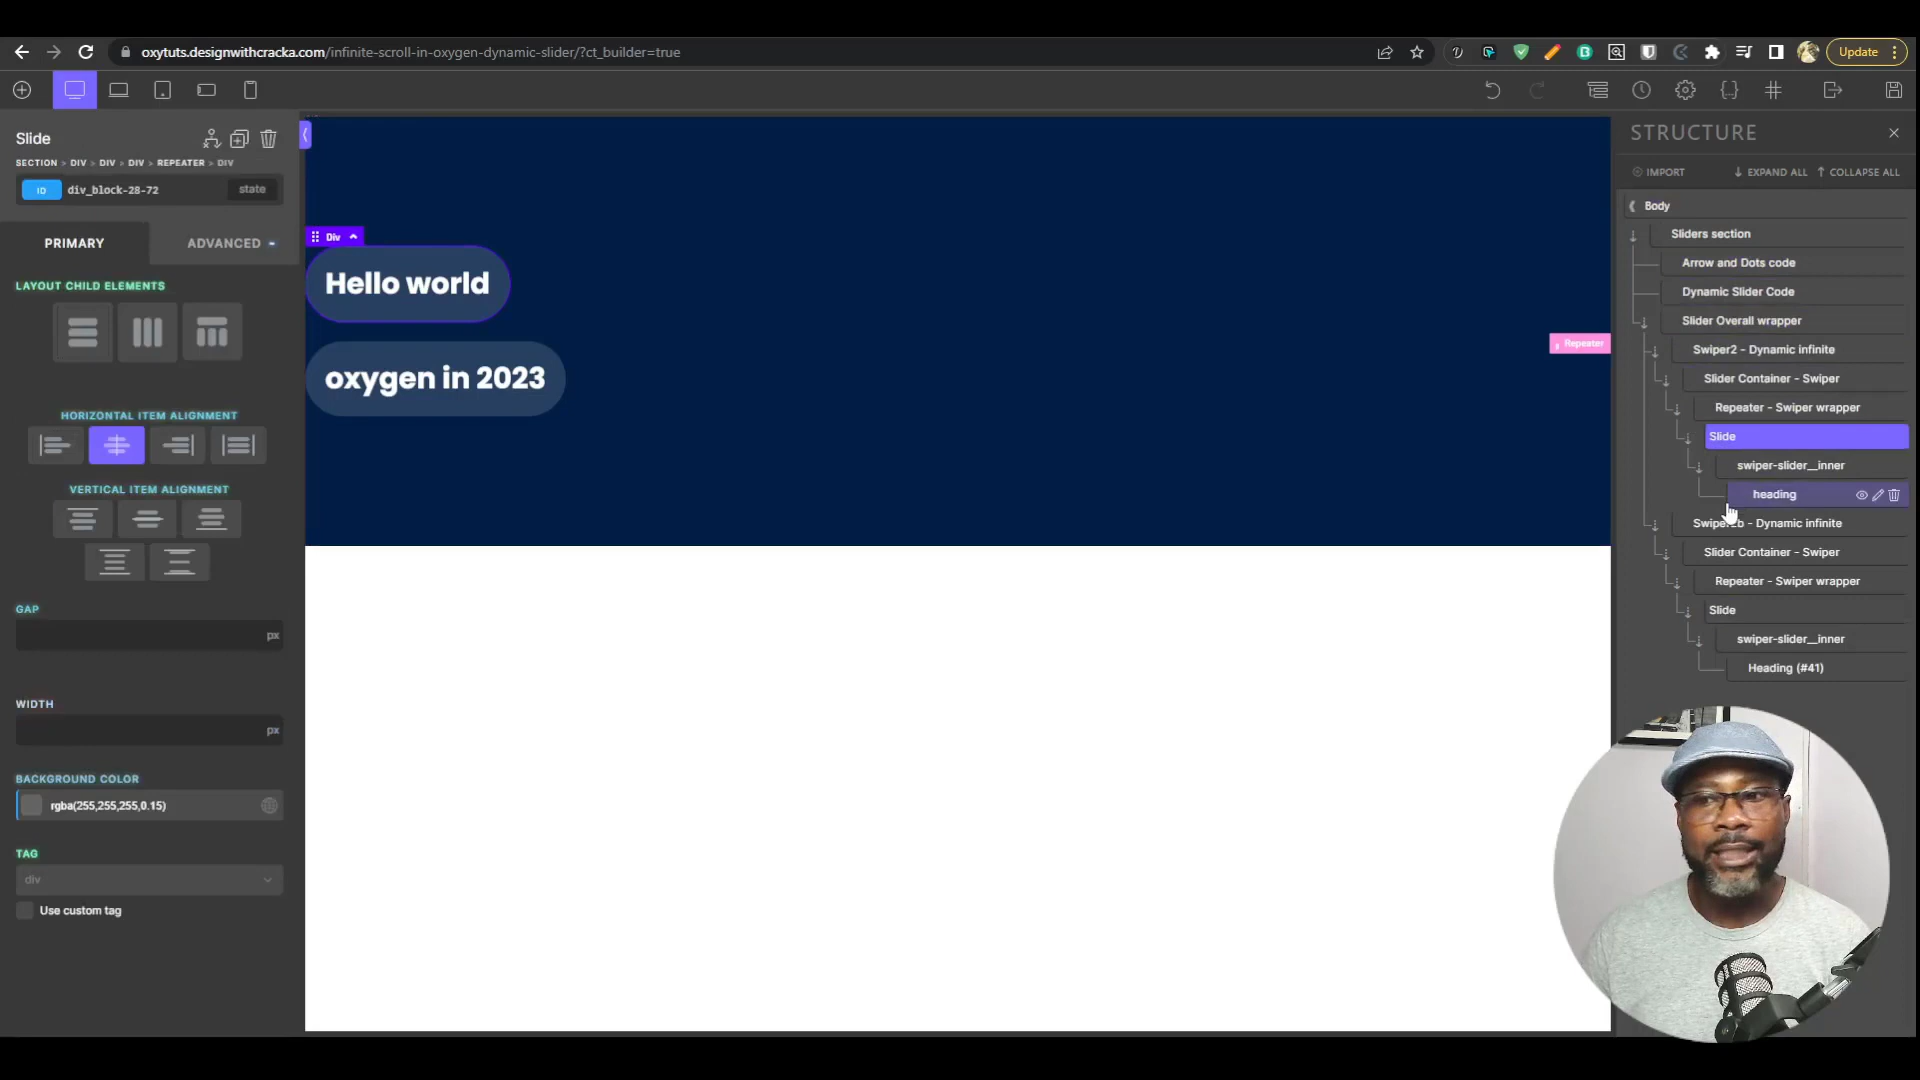 oxytuts.designwithcracka.com/infinite-scroll-in-oxygen-dynamic-slider/?ct_builder=true
Update
Slide
SECTION > DIV > DIV > DIV > REPEATER > DIV
ID div_block-28-72 state
PRIMARY ADVANCED
LAYOUT CHILD ELEMENTS
HORIZONTAL ITEM ALIGNMENT
VERTICAL ITEM ALIGNMENT
GAP
px
WIDTH
px
BACKGROUND COLOR
rgba(255,255,255,0.15)
TAG
div
Use custom tag
Div
Hello world
oxygen in 2023
Repeater
STRUCTURE
IMPORT EXPAND ALL COLLAPSE ALL
Body
Sliders section
Arrow and Dots code
Dynamic Slider Code
Slider Overall wrapper
Swiper2 - Dynamic infinite
Slider Container - Swiper
Repeater - Swiper wrapper
Slide
swiper-slider__inner
heading
Swiper2b - Dynamic infinite
Slider Container - Swiper
Repeater - Swiper wrapper
Slide
swiper-slider__inner
Heading (#41)